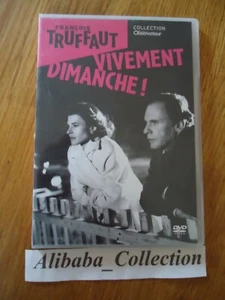 FRANÇOIS
TRUFFAUT
COLLECTION
Observateur
VIVEMENT
DIMANCHE !
DVD
Alibaba_Collection